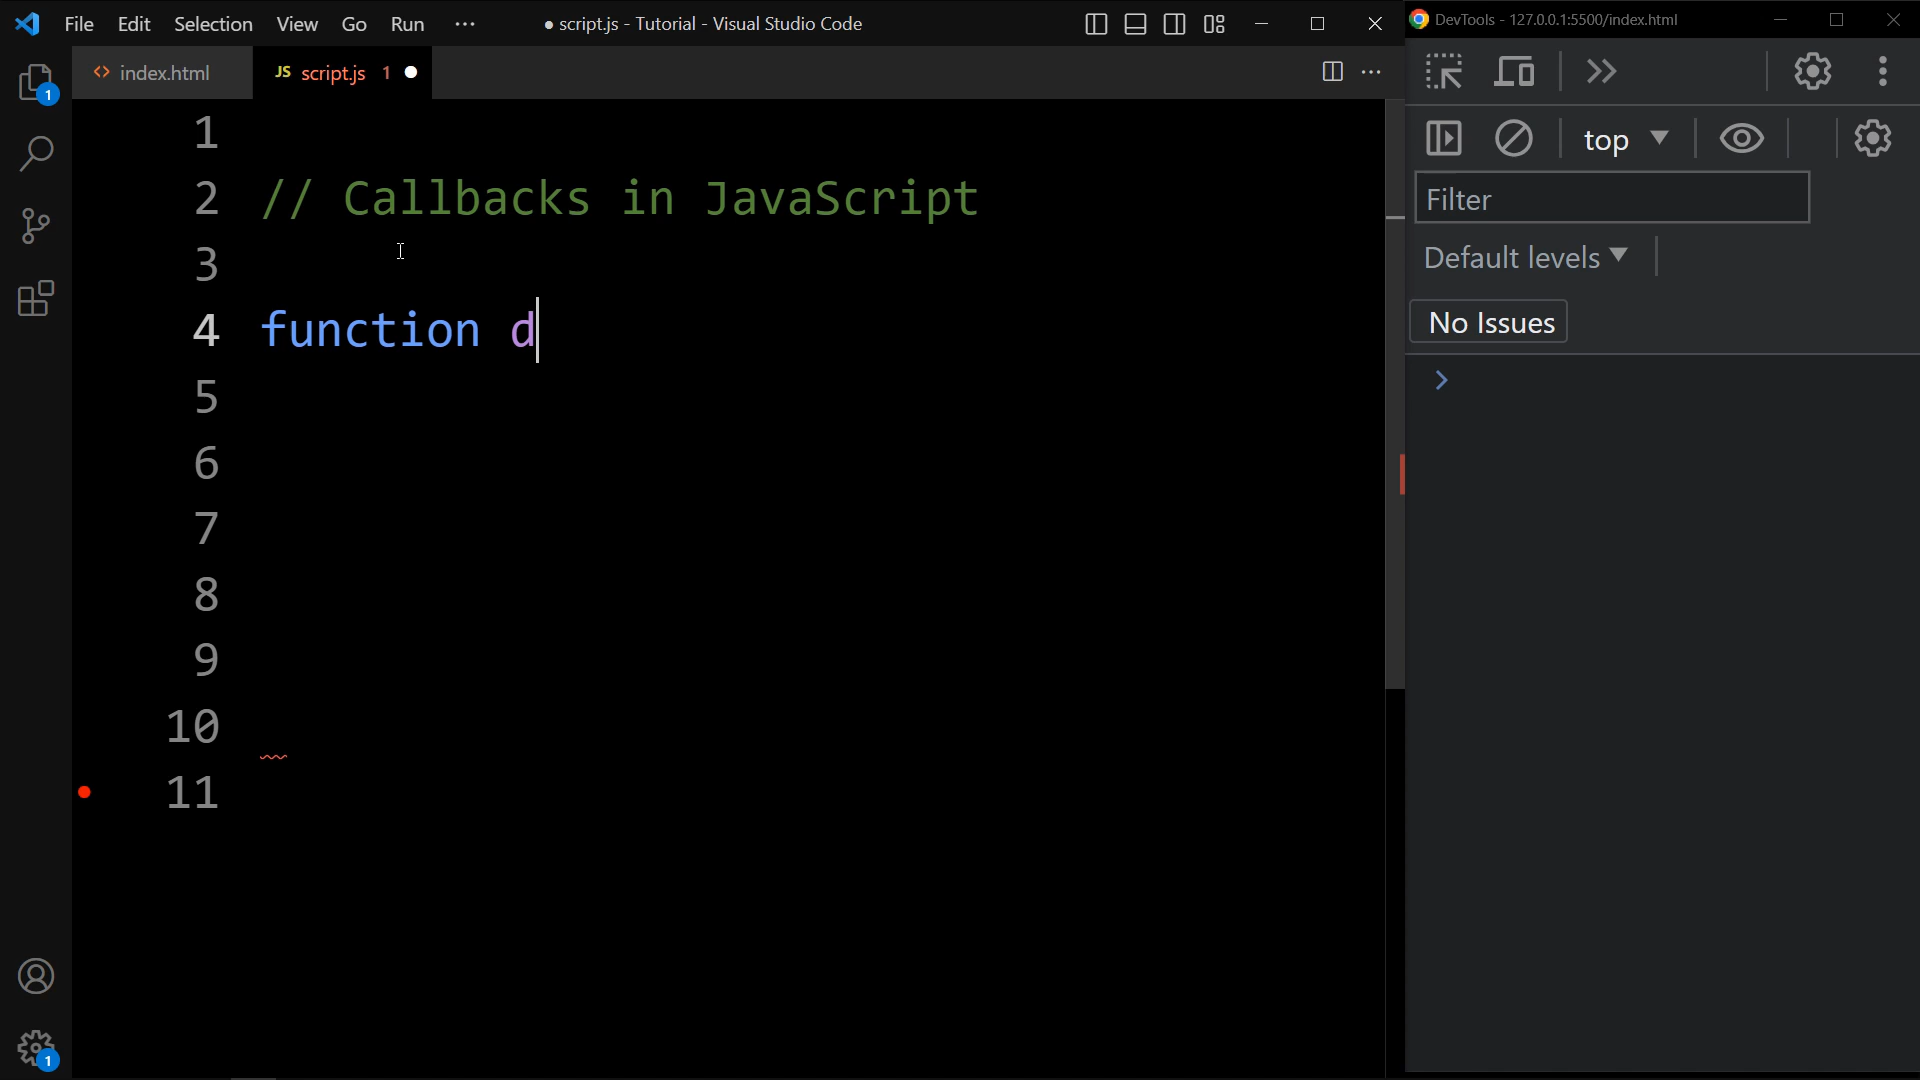 File Edit Selection View Go Run ··· ● script.js - Tutorial - Visual Studio Code
DevTools - 127.0.0.1:5500/index.html
<> index.html
JS script.js 1 ●
1
1
2 // Callbacks in JavaScript
3
4 function d
5
6
7
8
9
10
11
1
top
Filter
Default levels
No Issues